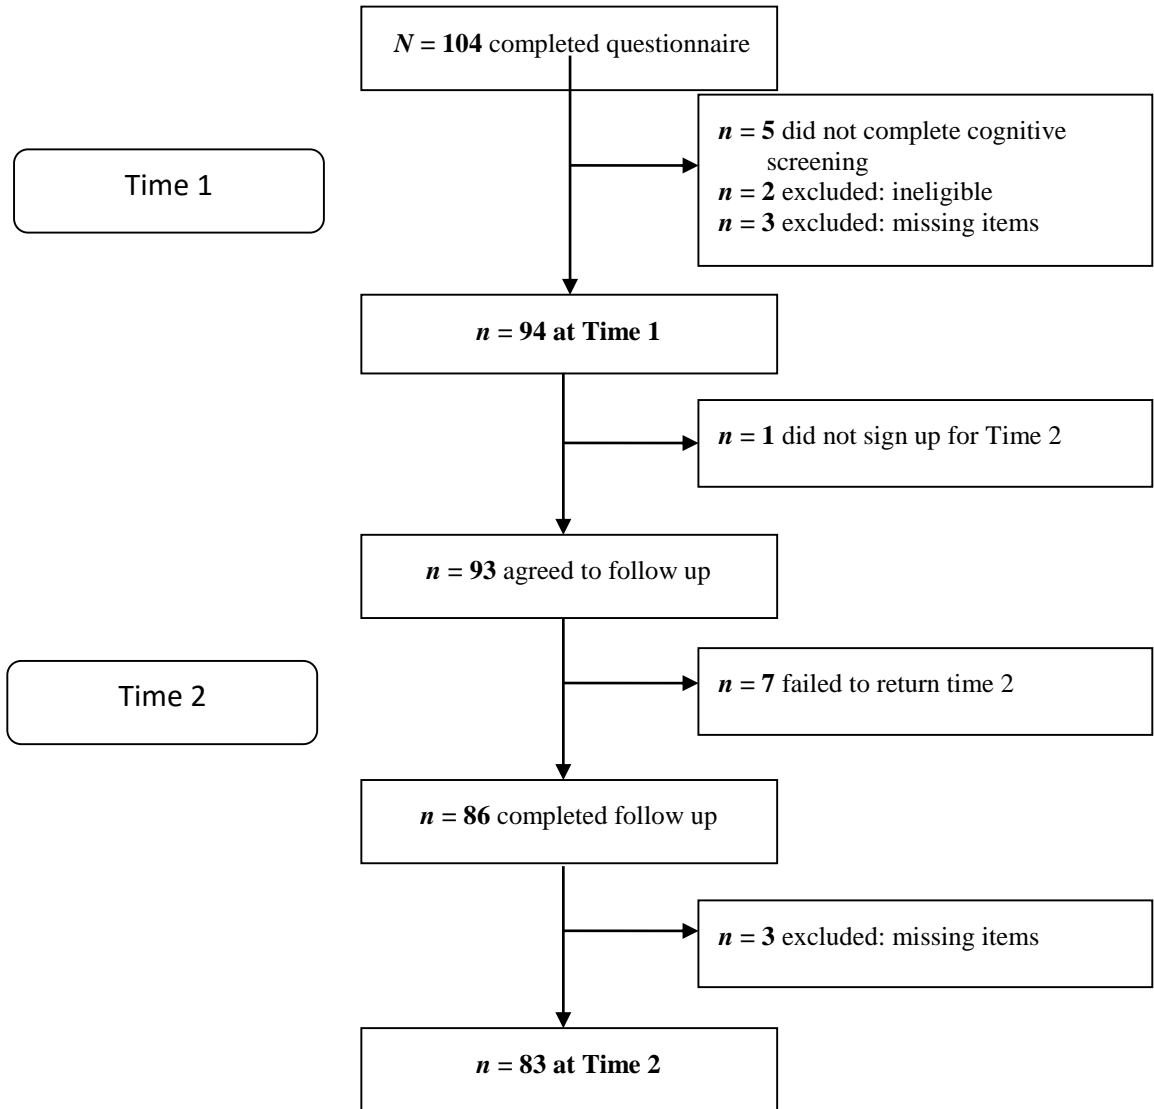 N = 104 completed questionnaire
n = 5 did not complete cognitive
screening
n = 2 excluded: ineligible
n = 3 excluded: missing items
Time 1
n = 94 at Time 1
n = 1 did not sign up for Time 2
n = 93 agreed to follow up
n = 7 failed to return time 2
Time 2
n = 86 completed follow up
n = 3 excluded: missing items
n = 83 at Time 2